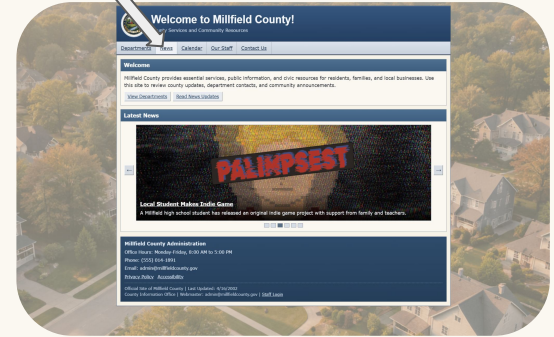 Welcome to Millfield County!
County Services and Community Resources
Departments News Calendar Our Staff Contact Us
Welcome
Millfield County provides essential services, public information, and civic resources for residents, families, and local businesses. Use
this site to review county updates, department contacts, and community announcements.
View Departments Read News Updates
Latest News
PALIMPSEST
← →
Local Student Makes Indie Game
A Millfield high school student has released an original indie game project with support from family and teachers.
Millfield County Administration
Office Hours: Monday-Friday, 8:00 AM to 5:00 PM
Phone: (555) 014-1891
Email: admin@millfieldcounty.gov
Privacy Policy Accessibility
Official Site of Millfield County | Last Updated: 4/16/2002
County Information Office | Webmaster: admin@millfieldcounty.gov | Staff Login